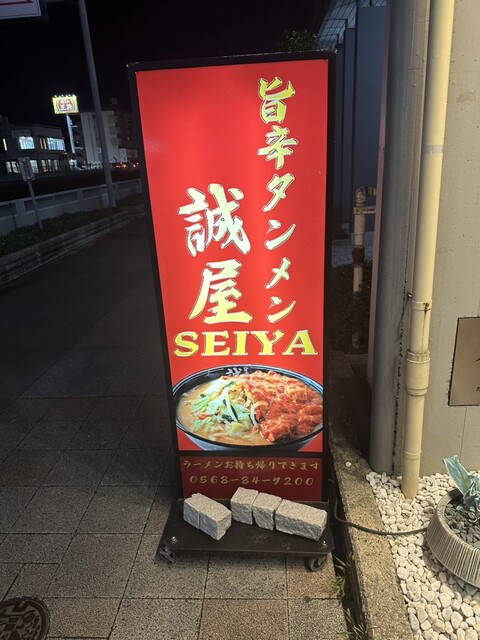 旨辛タンメン
誠屋
SEIYA
ラーメンお持ち帰りできます
0568-84-9200